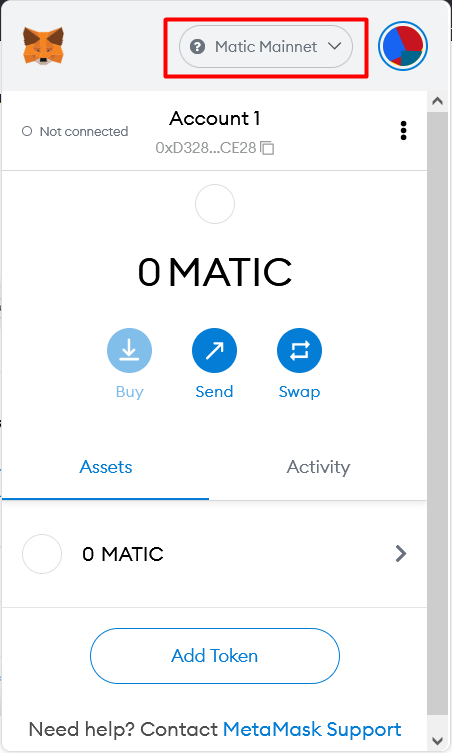 Matic Mainnet
Account 1
Not connected
0xD328...CE28
0 MATIC
Buy Send Swap
Assets Activity
0 MATIC
Add Token
Need help? Contact MetaMask Support